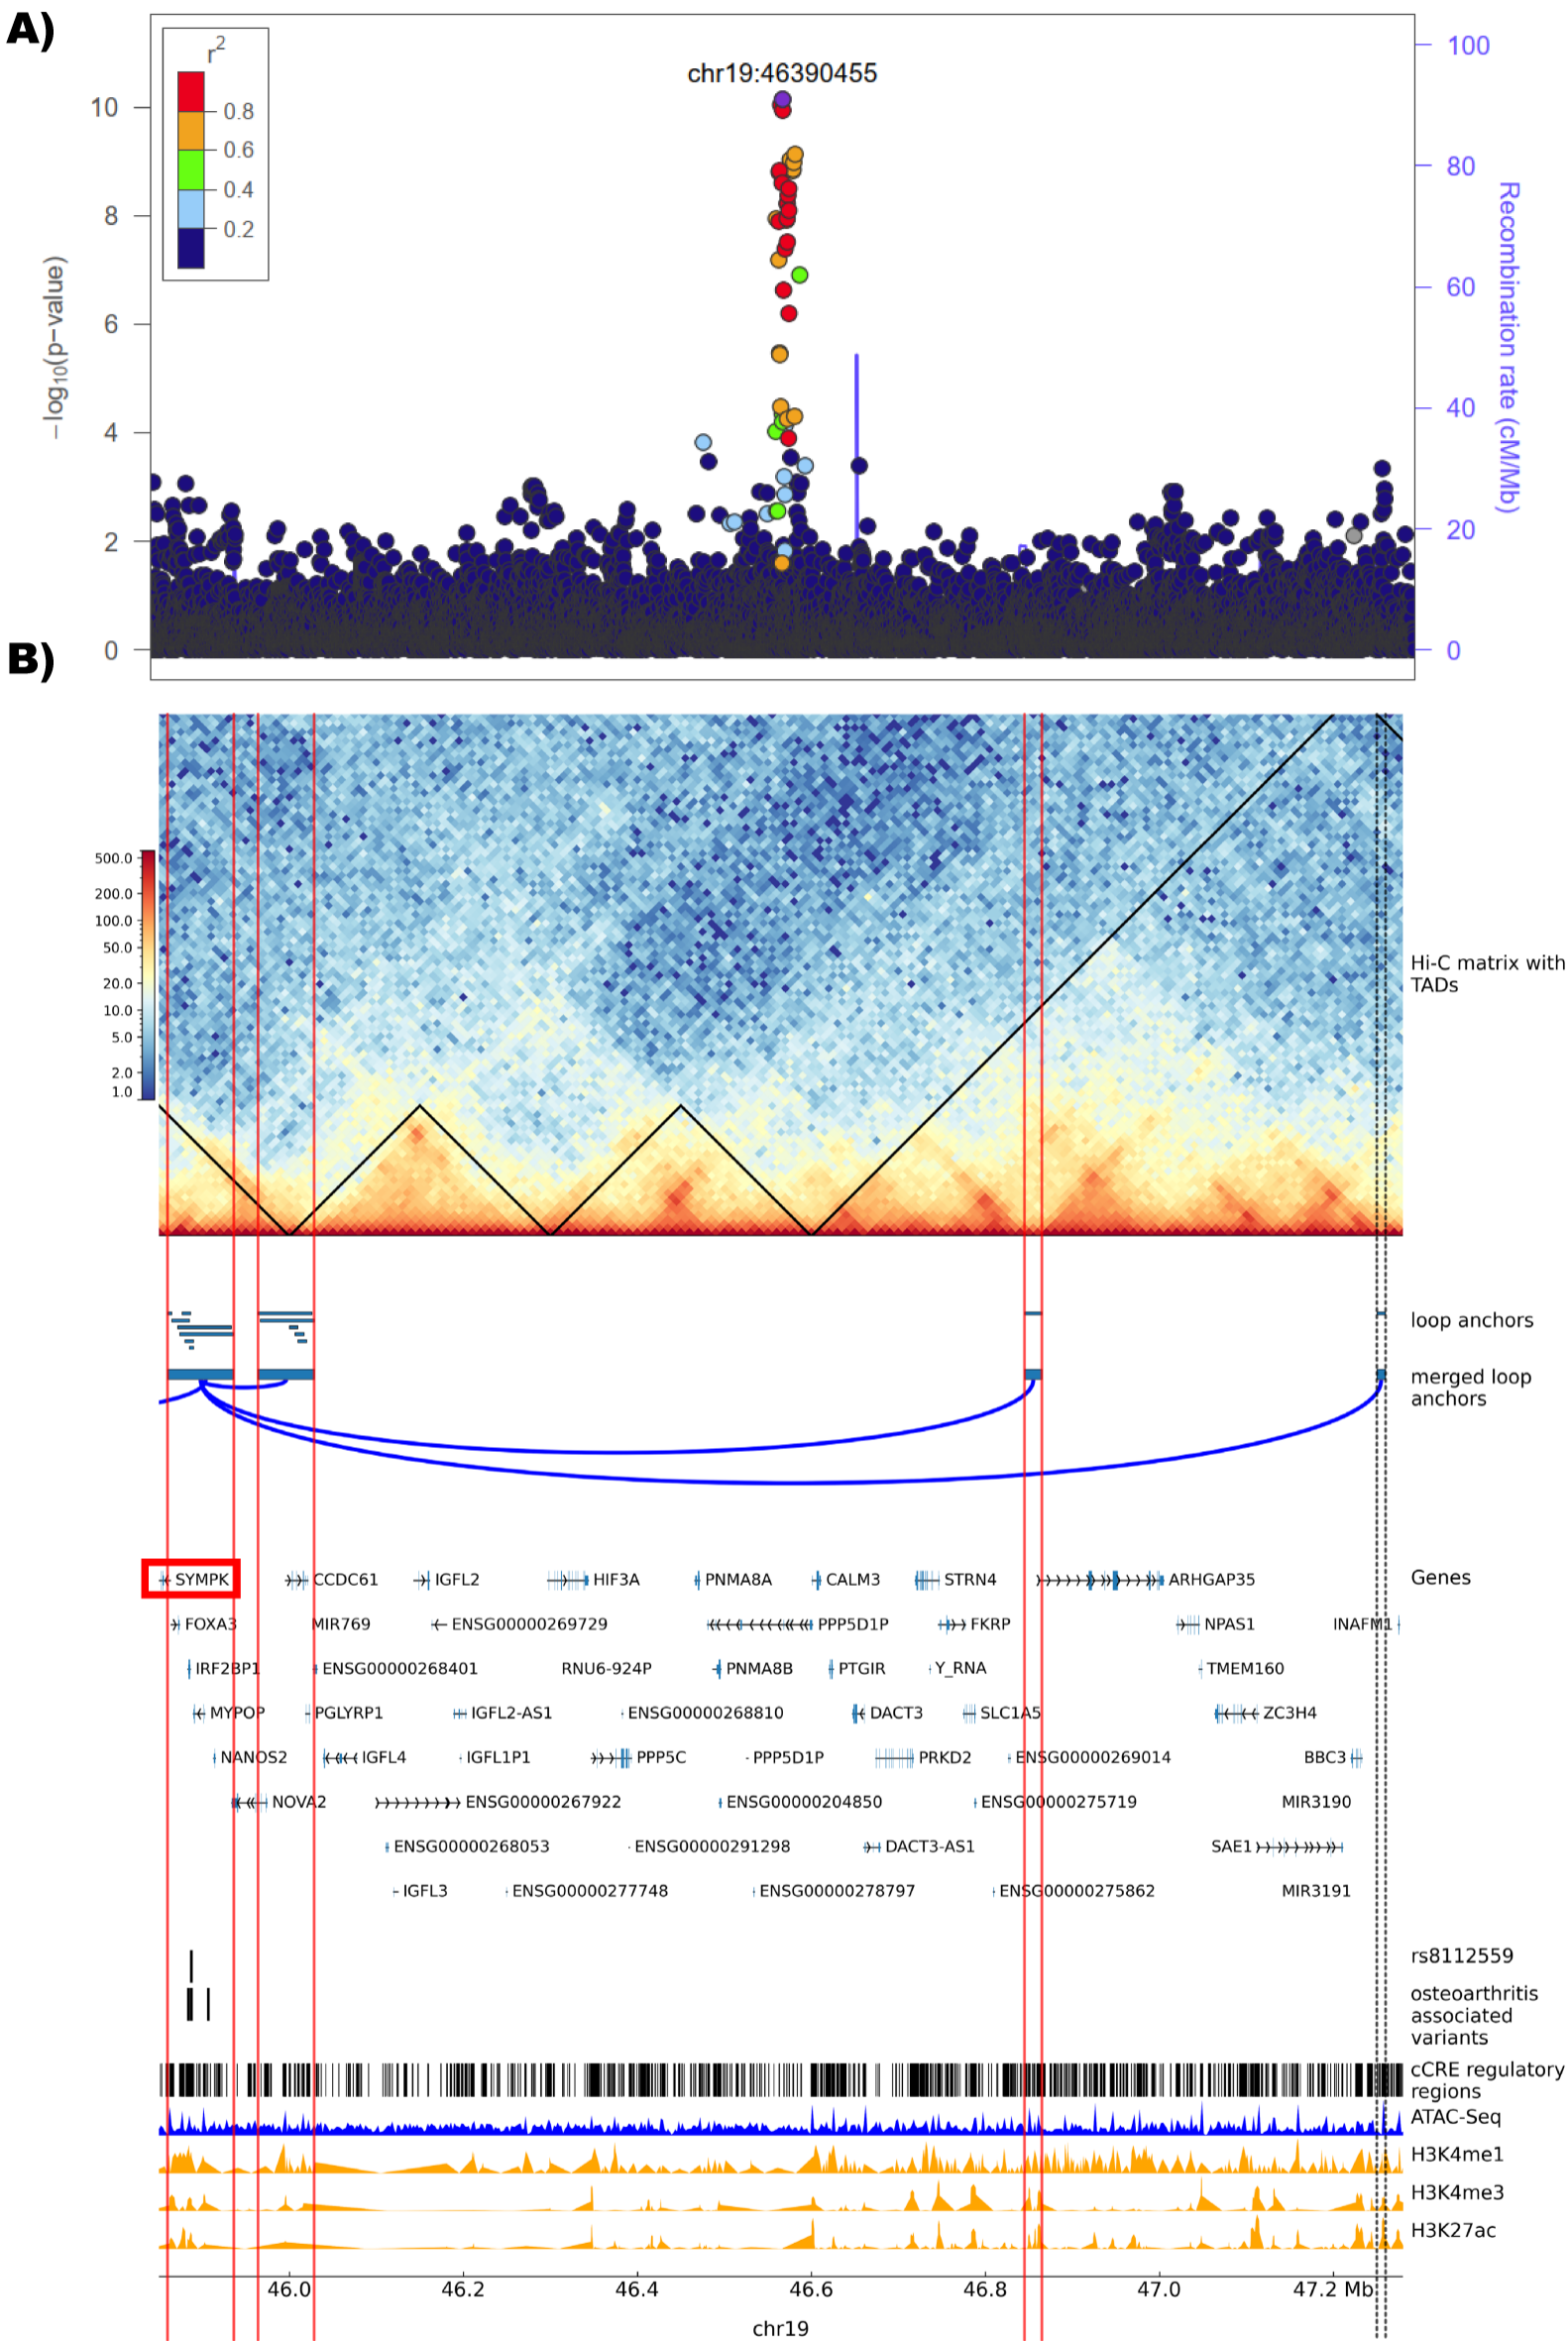 A)
r2
0.8
0.6
0.4
0.2
chr19:46390455
10
8
6
4
2
0
−log10(p−value)
100
80
60
40
20
0
Recombination rate (cM/Mb)
B)
500.0
200.0
100.0
50.0
20.0
10.0
5.0
2.0
1.0
Hi-C matrix with
TADs
loop anchors
merged loop
anchors
SYMPK CCDC61 IGFL2 HIF3A PNMA8A CALM3 STRN4 ARHGAP35 Genes
FOXA3 MIR769 ENSG00000269729 PPP5D1P FKRP NPAS1 INAFM1
IRF2BP1 ENSG00000268401 RNU6-924P PNMA8B PTGIR Y_RNA TMEM160
MYPOP PGLYRP1 IGFL2-AS1 ENSG00000268810 DACT3 SLC1A5 ZC3H4
NANOS2 IGFL4 IGFL1P1 PPP5C PPP5D1P PRKD2 ENSG00000269014 BBC3
NOVA2 ENSG00000267922 ENSG00000204850 ENSG00000275719 MIR3190
ENSG00000268053 ENSG00000291298 DACT3-AS1 SAE1
IGFL3 ENSG00000277748 ENSG00000278797 ENSG00000275862 MIR3191
rs8112559
osteoarthritis
associated
variants
cCRE regulatory
regions
ATAC-Seq
H3K4me1
H3K4me3
H3K27ac
46.0 46.2 46.4 46.6 46.8 47.0 47.2 Mb
chr19